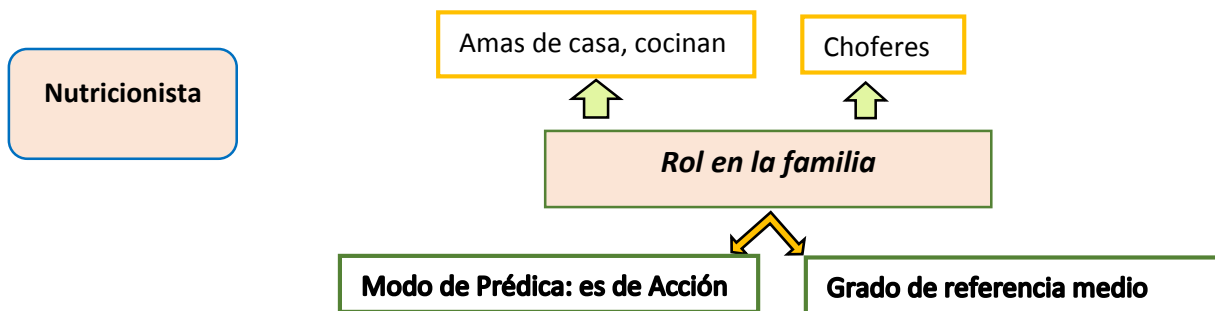 Amas de casa, cocinan
Choferes
Nutricionista
Rol en la familia
Modo de Prédica: es de Acción
Grado de referencia medio